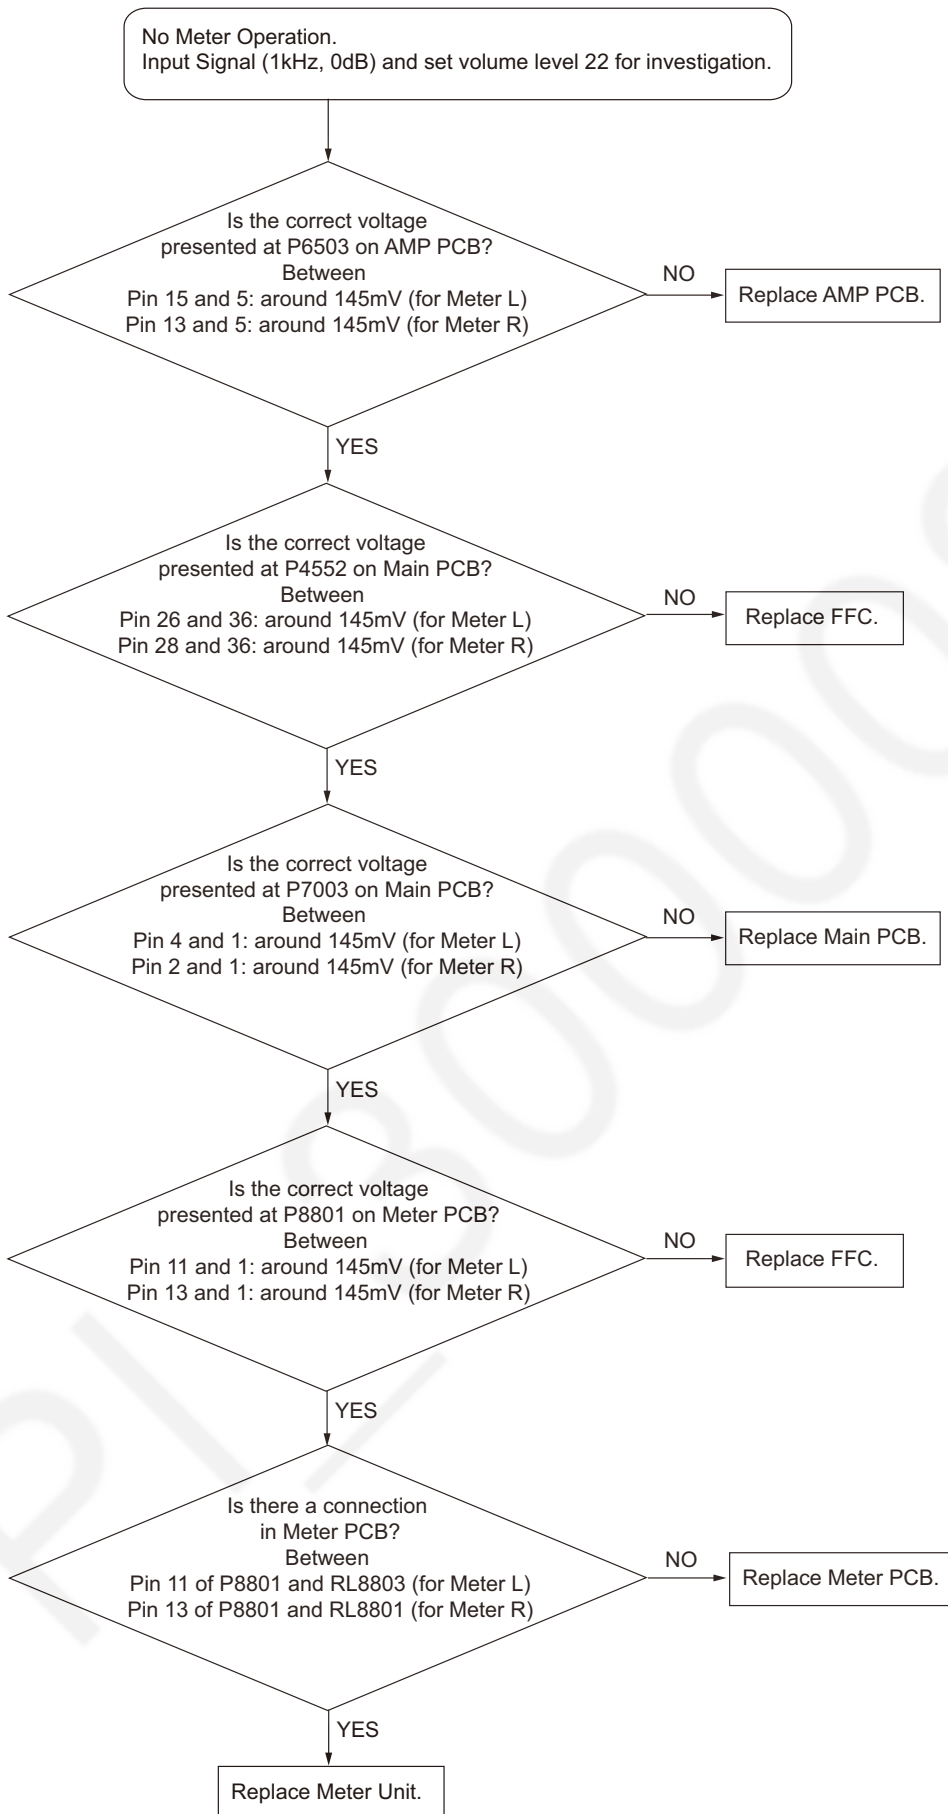 No Meter Operation.
Input Signal (1kHz, 0dB) and set volume level 22 for investigation.
Is the correct voltage
presented at P6503 on AMP PCB?
Between
Pin 15 and 5: around 145mV (for Meter L)
Pin 13 and 5: around 145mV (for Meter R)
NO
Replace AMP PCB.
YES
Is the correct voltage
presented at P4552 on Main PCB?
Between
Pin 26 and 36: around 145mV (for Meter L)
Pin 28 and 36: around 145mV (for Meter R)
NO
Replace FFC.
YES
Is the correct voltage
presented at P7003 on Main PCB?
Between
Pin 4 and 1: around 145mV (for Meter L)
Pin 2 and 1: around 145mV (for Meter R)
NO
Replace Main PCB.
YES
Is the correct voltage
presented at P8801 on Meter PCB?
Between
Pin 11 and 1: around 145mV (for Meter L)
Pin 13 and 1: around 145mV (for Meter R)
NO
Replace FFC.
YES
Is there a connection
in Meter PCB?
Between
Pin 11 of P8801 and RL8803 (for Meter L)
Pin 13 of P8801 and RL8801 (for Meter R)
NO
Replace Meter PCB.
YES
Replace Meter Unit.